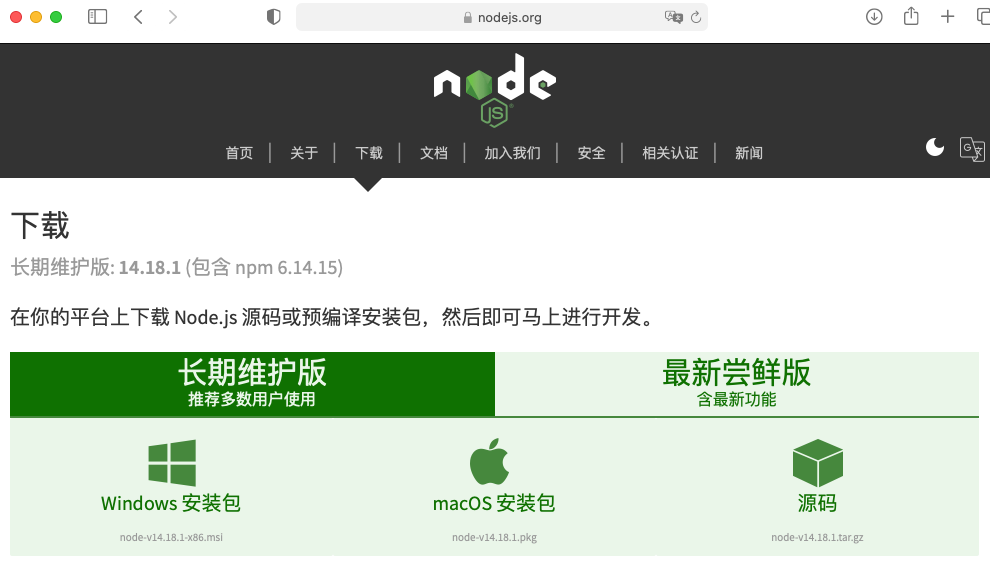 nodejs.org
node
JS
首页 | 关于 | 下载 | 文档 | 加入我们 | 安全 | 相关认证 | 新闻
下载
长期维护版: 14.18.1 (包含 npm 6.14.15)
在你的平台上下载 Node.js 源码或预编译安装包，然后即可马上进行开发。
长期维护版
推荐多数用户使用
最新尝鲜版
含最新功能
Windows 安装包
node-v14.18.1-x86.msi
macOS 安装包
node-v14.18.1.pkg
源码
node-v14.18.1.tar.gz